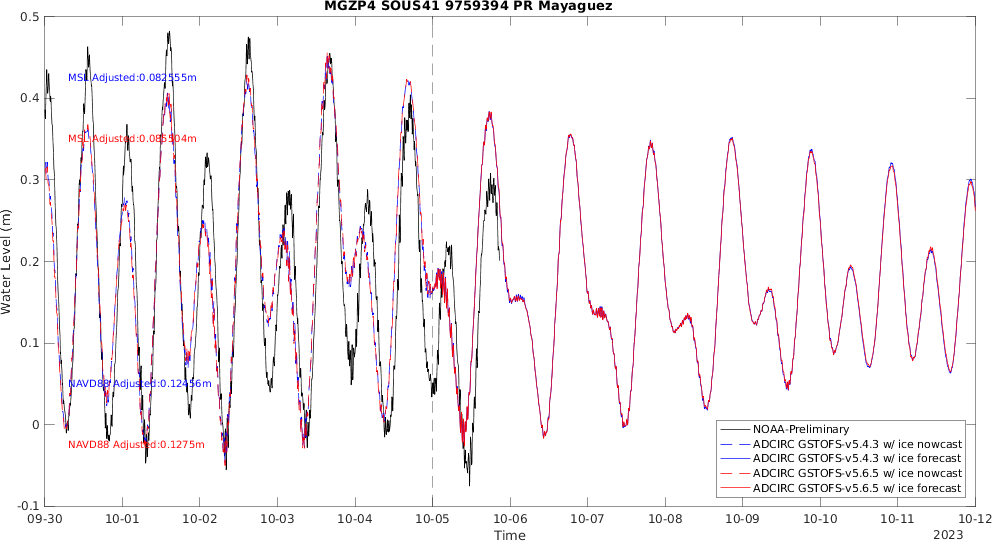 MGZP4 SOUS41 9759394 PR Mayaguez
0.5
0.4
0.3
0.2
0.1
0
-0.1
Water Level (m)
MSL Adjusted:0.082555m
MSL Adjusted:0.085504m
NAVD88 Adjusted:0.12456m
NAVD88 Adjusted:0.1275m
NOAA-Preliminary
ADCIRC GSTOFS-v5.4.3 w/ ice nowcast
ADCIRC GSTOFS-v5.4.3 w/ ice forecast
ADCIRC GSTOFS-v5.6.5 w/ ice nowcast
ADCIRC GSTOFS-v5.6.5 w/ ice forecast
09-30 10-01 10-02 10-03 10-04 10-05 10-06 10-07 10-08 10-09 10-10 10-11 10-12
Time
2023